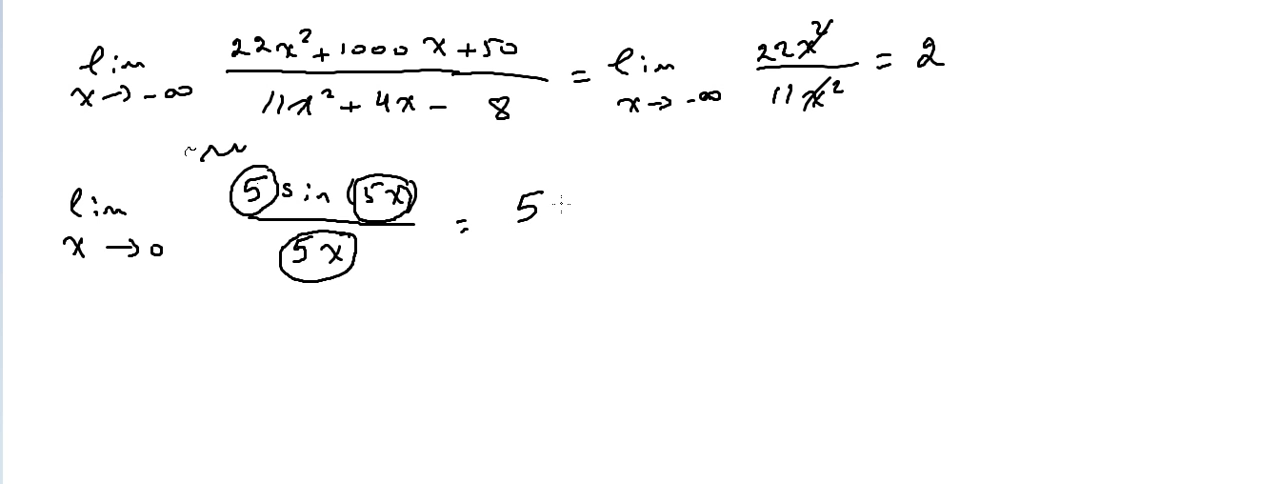 lim x→-∞ (22x²+1000x+50)/(11x²+4x-8) = lim x→-∞ 22x²/11x² = 2
lim x→0 5sin(5x)/5x = 5